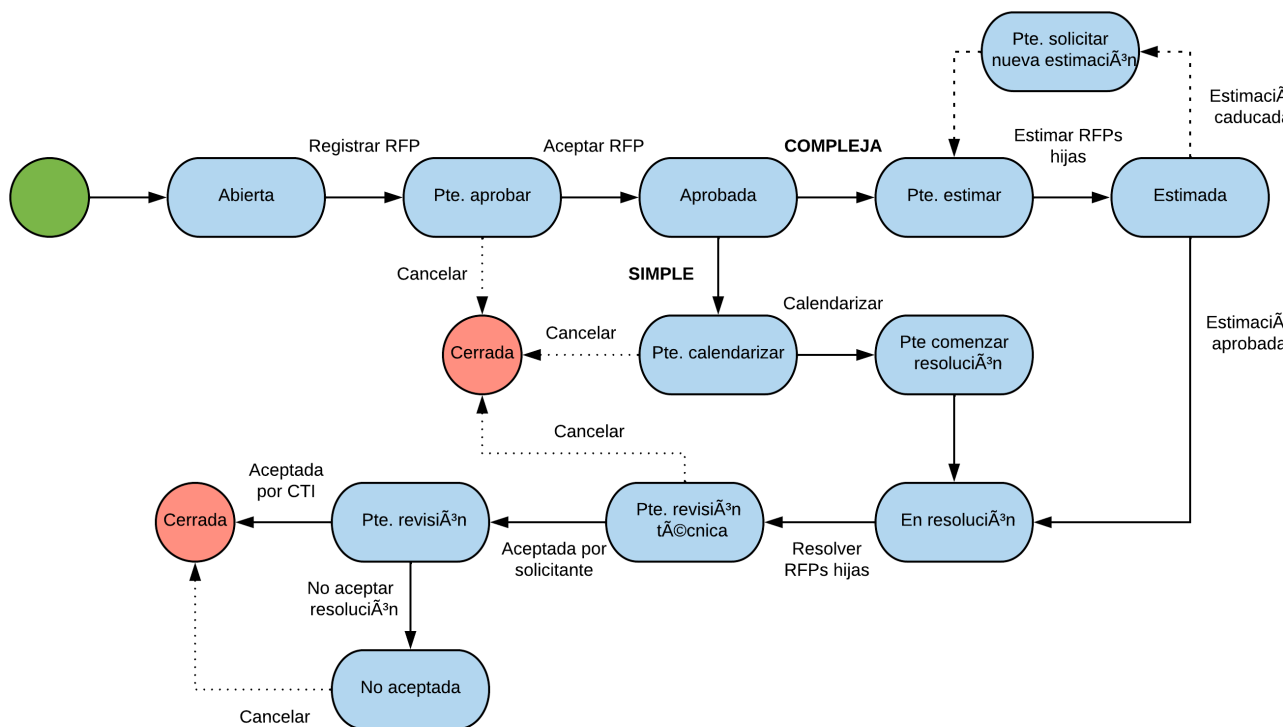 Pte. solicitar
nueva estimaciÃ³n
EstimaciÃ
caducada
Registrar RFP
Aceptar RFP
COMPLEJA
Estimar RFPs
hijas
Abierta
Pte. aprobar
Aprobada
Pte. estimar
Estimada
Cancelar
SIMPLE
Calendarizar
Cerrada
Cancelar
Pte. calendarizar
Pte comenzar
resoluciÃ³n
EstimaciÃ
aprobada
Cancelar
Aceptada
por CTI
Cerrada
Pte. revisiÃ³n
Aceptada por
solicitante
Pte. revisiÃ³n
tÃ©cnica
Resolver
RFPs hijas
En resoluciÃ³n
No aceptar
resoluciÃ³n
No aceptada
Cancelar